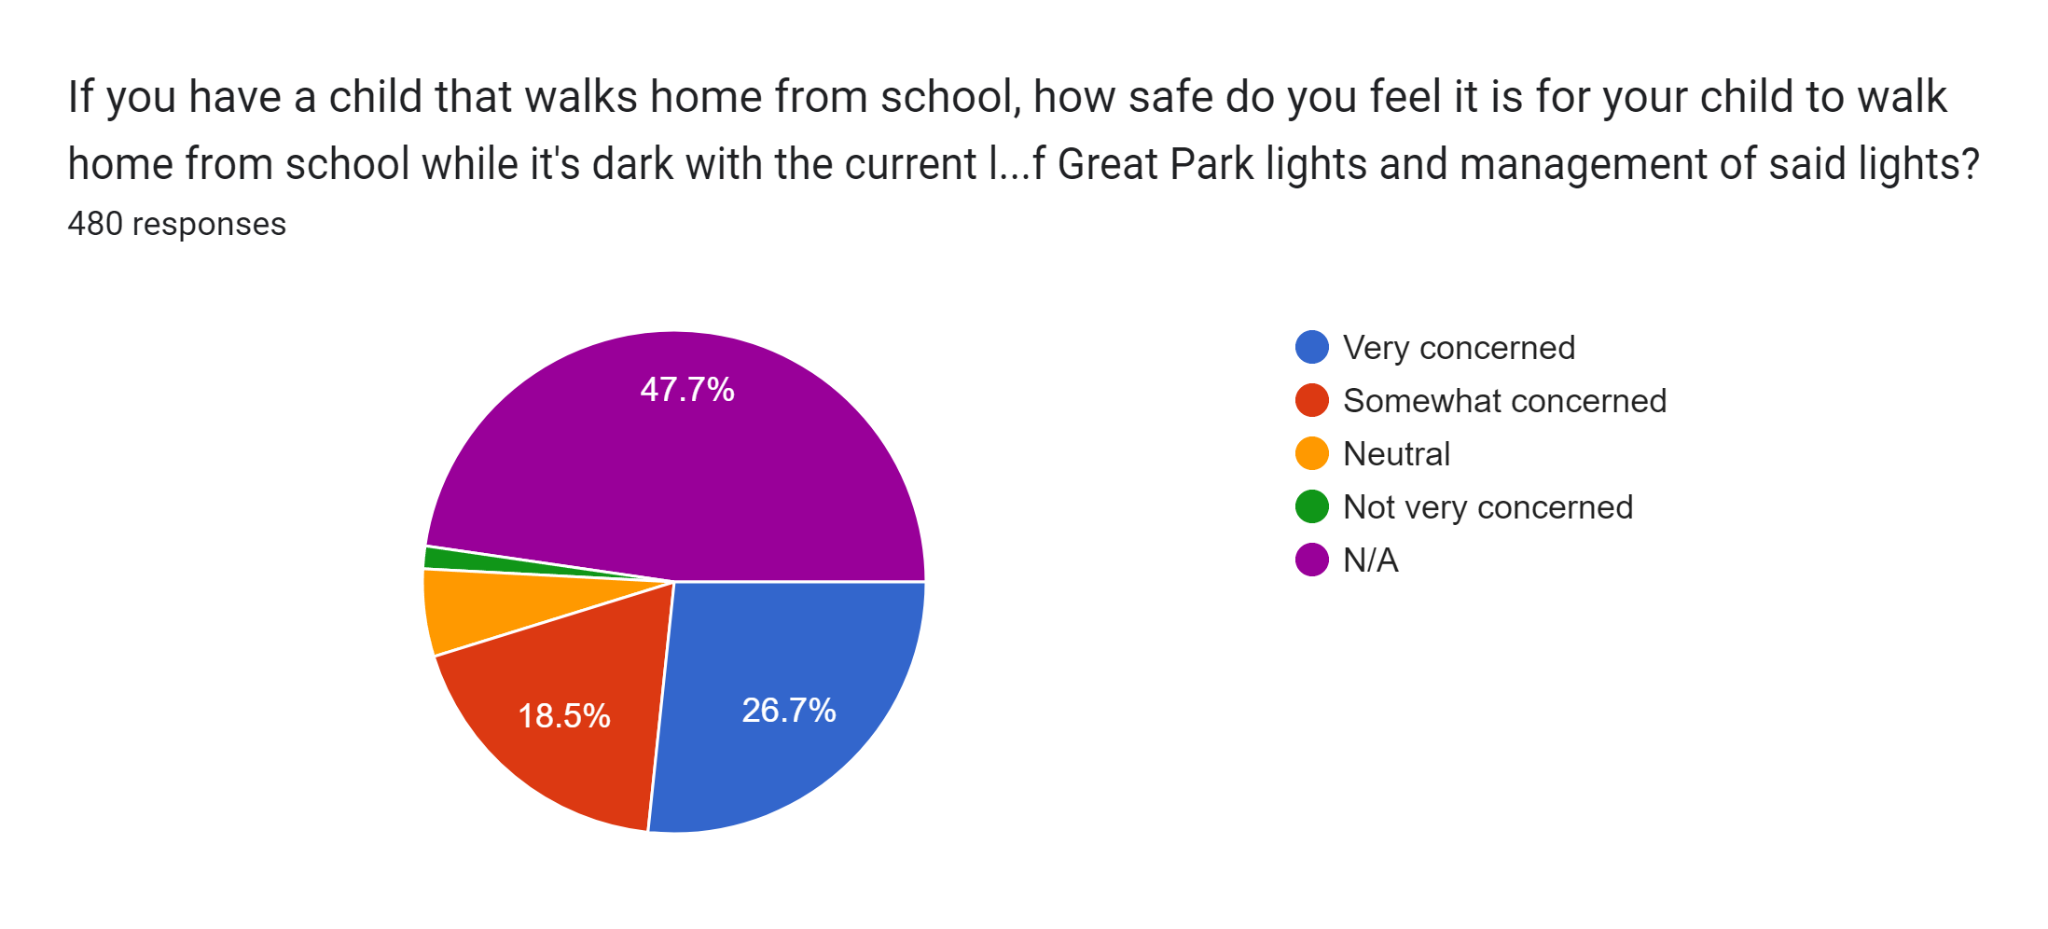 If you have a child that walks home from school, how safe do you feel it is for your child to walk
home from school while it's dark with the current l...f Great Park lights and management of said lights?
480 responses
47.7%
18.5%
26.7%
Very concerned
Somewhat concerned
Neutral
Not very concerned
N/A